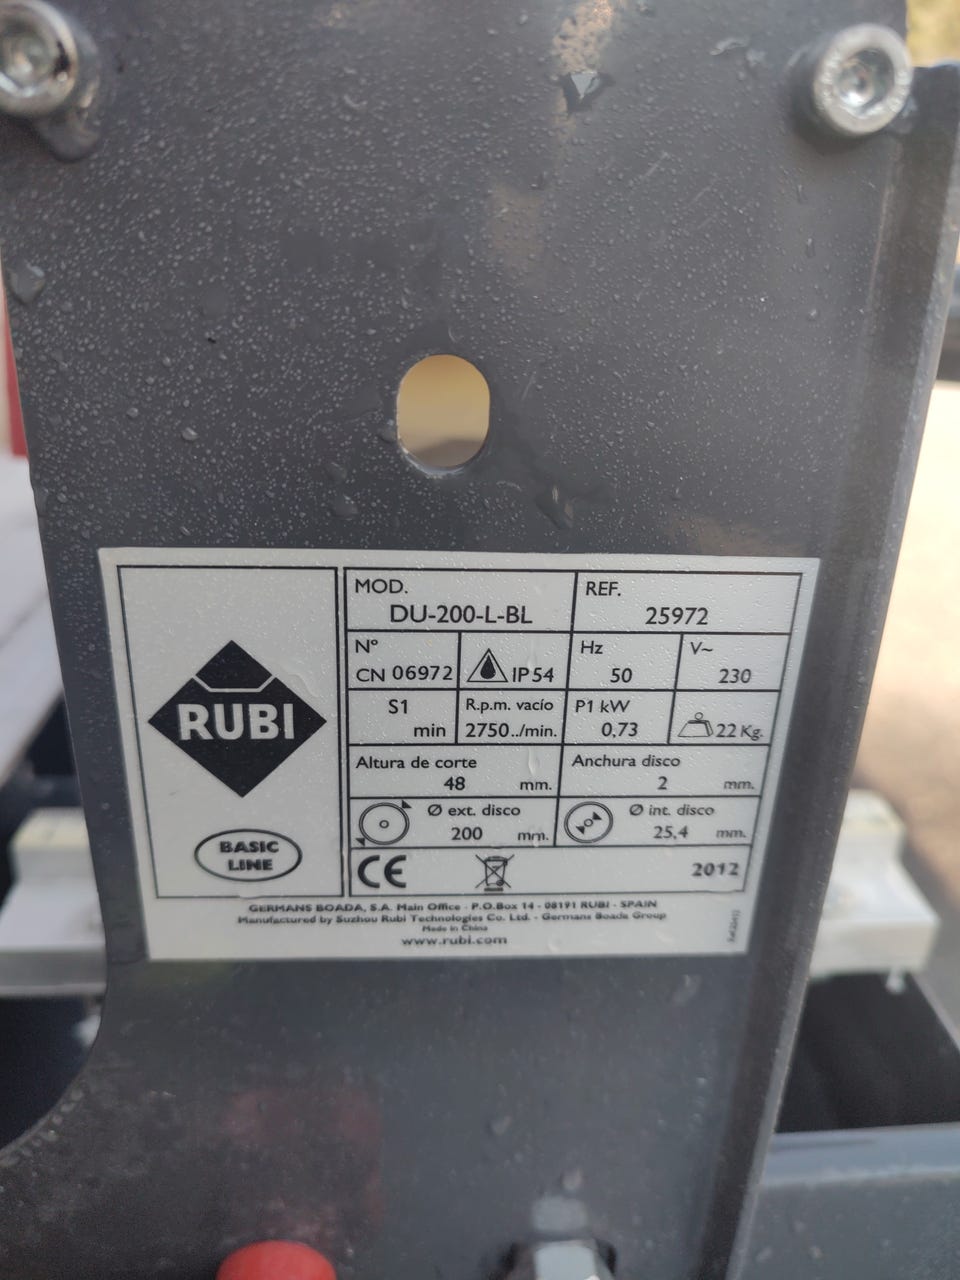 MOD.
DU-200-L-BL
REF.
25972
Nº
CN 06972
IP54
Hz
50
V~
230
S1
min
R.p.m. vacío
2750../min.
P1 kW
0,73
22 Kg.
Altura de corte
48 mm.
Anchura disco
2 mm.
Ø ext. disco
200 mm.
Ø int. disco
25,4 mm.
RUBI
BASIC
LINE
CE
2012
GERMANS BOADA, S.A. Main Office - P.O.Box 14 - 08191 RUBI - SPAIN
Manufactured by Suzhou Rubi Technologies Co. Ltd. - Germans Boada Group
Made in China
www.rubi.com